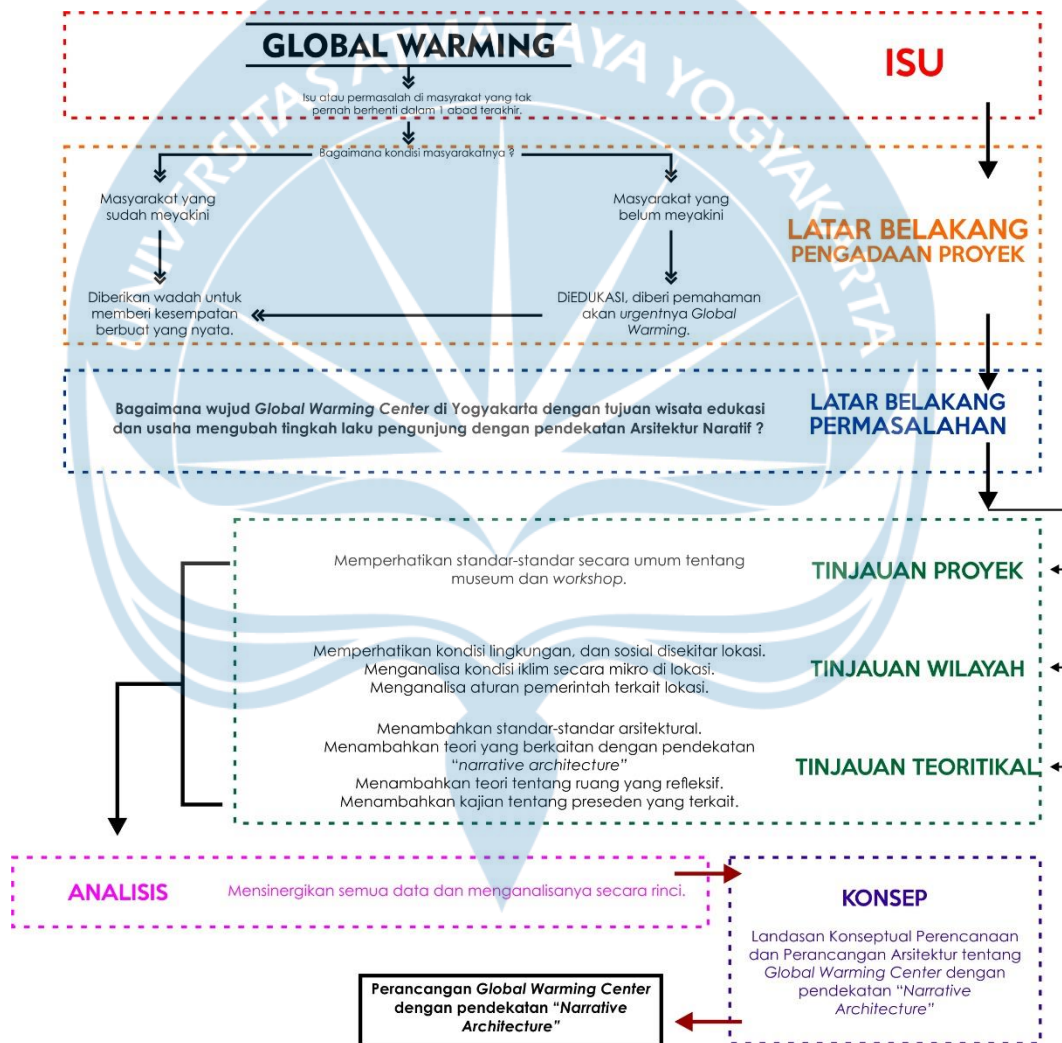 GLOBAL WARMING
ISU
Isu atau permasalah di masyrakat yang tak
pernah berhenti dalam 1 abad terakhir.
Bagaimana kondisi masyarakatnya ?
Masyarakat yang
sudah meyakini
Masyarakat yang
belum meyakini
LATAR BELAKANG
PENGADAAN PROYEK
Diberikan wadah untuk
memberi kesempatan
berbuat yang nyata.
DiEDUKASI, diberi pemahaman
akan urgentnya Global
Warming.
Bagaimana wujud Global Warming Center di Yogyakarta dengan tujuan wisata edukasi
dan usaha mengubah tingkah laku pengunjung dengan pendekatan Arsitektur Naratif ?
LATAR BELAKANG
PERMASALAHAN
Memperhatikan standar-standar secara umum tentang
museum dan workshop.
TINJAUAN PROYEK
Memperhatikan kondisi lingkungan, dan sosial disekitar lokasi.
Menganalisa kondisi iklim secara mikro di lokasi.
Menganalisa aturan pemerintah terkait lokasi.
TINJAUAN WILAYAH
Menambahkan standar-standar arsitektural.
Menambahkan teori yang berkaitan dengan pendekatan
“narrative architecture”
Menambahkan teori tentang ruang yang refleksif.
Menambahkan kajian tentang preseden yang terkait.
TINJAUAN TEORITIKAL
ANALISIS
Mensinergikan semua data dan menganalisanya secara rinci.
KONSEP
Landasan Konseptual Perencanaan
dan Perancangan Arsitektur tentang
Global Warming Center dengan
pendekatan “Narrative
Architecture”
Perancangan Global Warming Center
dengan pendekatan “Narrative
Architecture”
UNIVERSITAS ATMA JAYA YOGYAKARTA